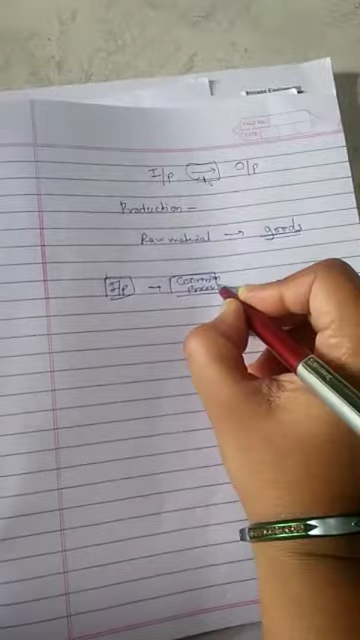 I/p → O/p
Production -
Raw material → goods
I/p → Conversion
Process